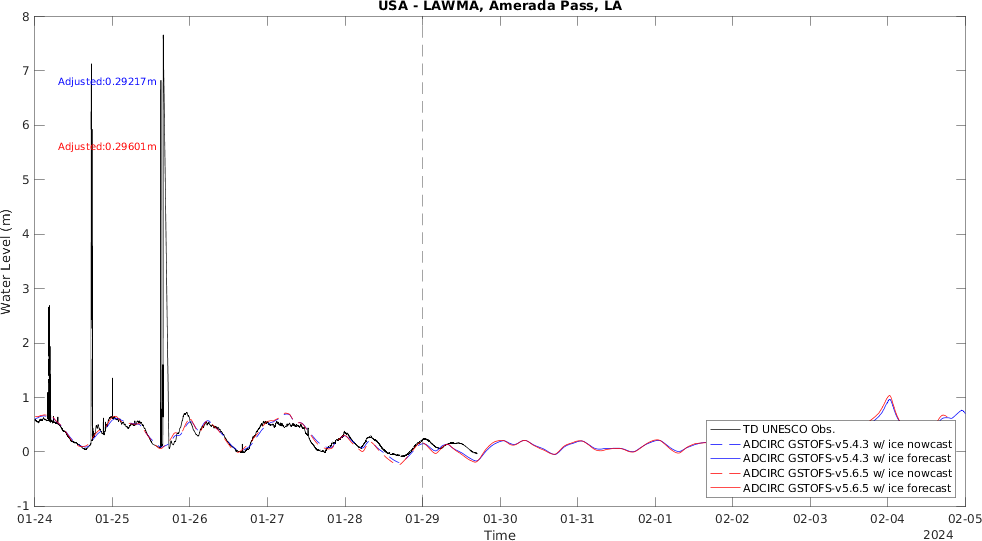 USA - LAWMA, Amerada Pass, LA
8
7
6
5
4
3
2
1
0
-1
Water Level (m)
Adjusted:0.29217m
Adjusted:0.29601m
TD UNESCO Obs.
ADCIRC GSTOFS-v5.4.3 w/ ice nowcast
ADCIRC GSTOFS-v5.4.3 w/ ice forecast
ADCIRC GSTOFS-v5.6.5 w/ ice nowcast
ADCIRC GSTOFS-v5.6.5 w/ ice forecast
01-24 01-25 01-26 01-27 01-28 01-29 01-30 01-31 02-01 02-02 02-03 02-04 02-05
Time
2024